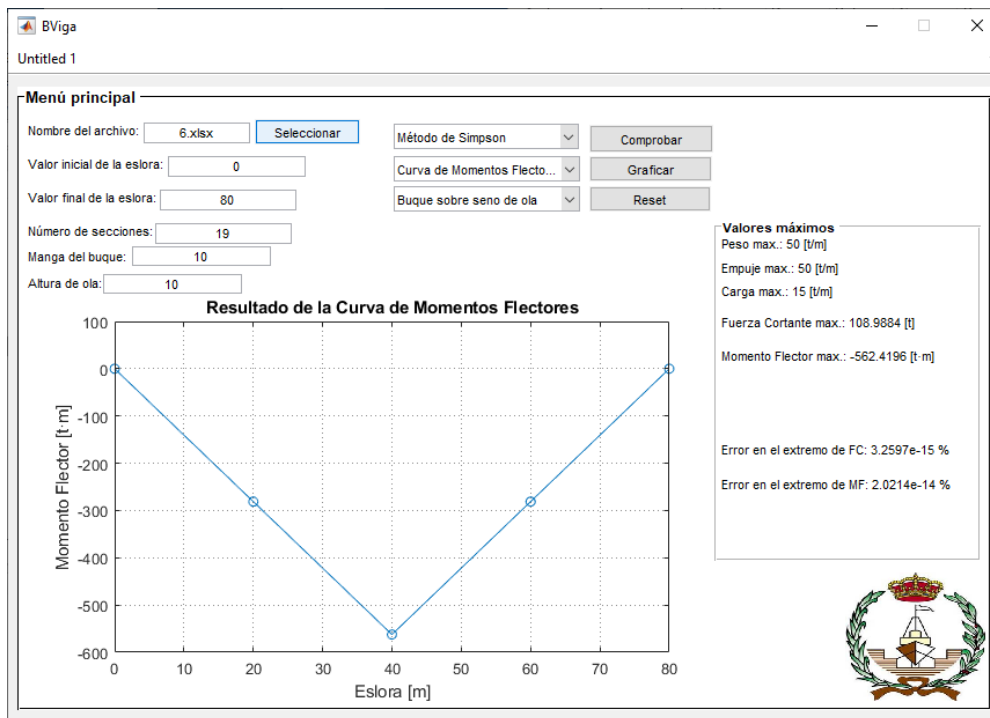 BViga
Untitled 1
Menú principal
Nombre del archivo: 6.xlsx Seleccionar Método de Simpson Comprobar
Valor inicial de la eslora: 0 Curva de Momentos Flecto... Graficar
Valor final de la eslora: 80 Buque sobre seno de ola Reset
Número de secciones: 19
Manga del buque: 10
Altura de ola: 10
Valores máximos
Peso max.: 50 [t/m]
Empuje max.: 50 [t/m]
Carga max.: 15 [t/m]
Fuerza Cortante max.: 108.9884 [t]
Momento Flector max.: -562.4196 [t·m]
Error en el extremo de FC: 3.2597e-15 %
Error en el extremo de MF: 2.0214e-14 %
Resultado de la Curva de Momentos Flectores
Momento Flector [t·m]
100
0
-100
-200
-300
-400
-500
-600
0 10 20 30 40 50 60 70 80
Eslora [m]